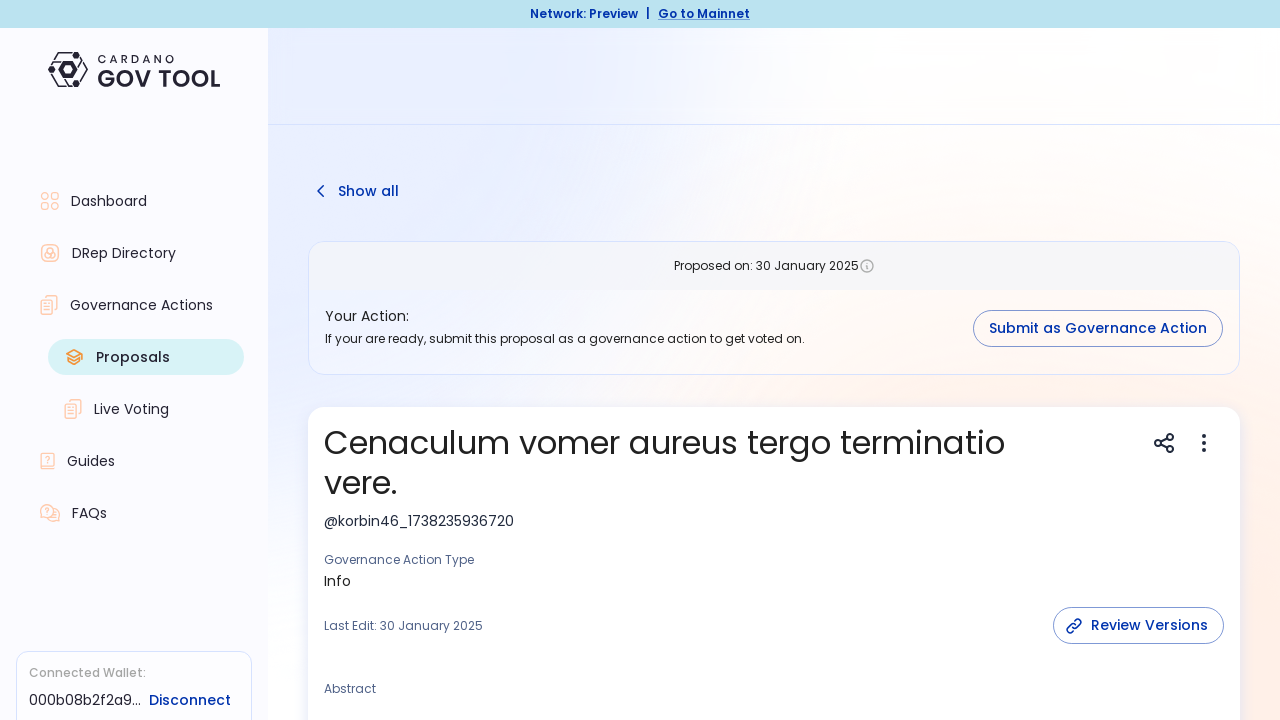 Network: Preview | Go to Mainnet
CARDANO
GOV TOOL
Dashboard
DRep Directory
Governance Actions
Proposals
Live Voting
Guides
FAQs
Connected Wallet:
000b08b2f2a9... Disconnect
Show all
Proposed on: 30 January 2025
Your Action:
If your are ready, submit this proposal as a governance action to get voted on.
Submit as Governance Action
Cenaculum vomer aureus tergo terminatio
vere.
@korbin46_1738235936720
Governance Action Type
Info
Last Edit: 30 January 2025
Review Versions
Abstract